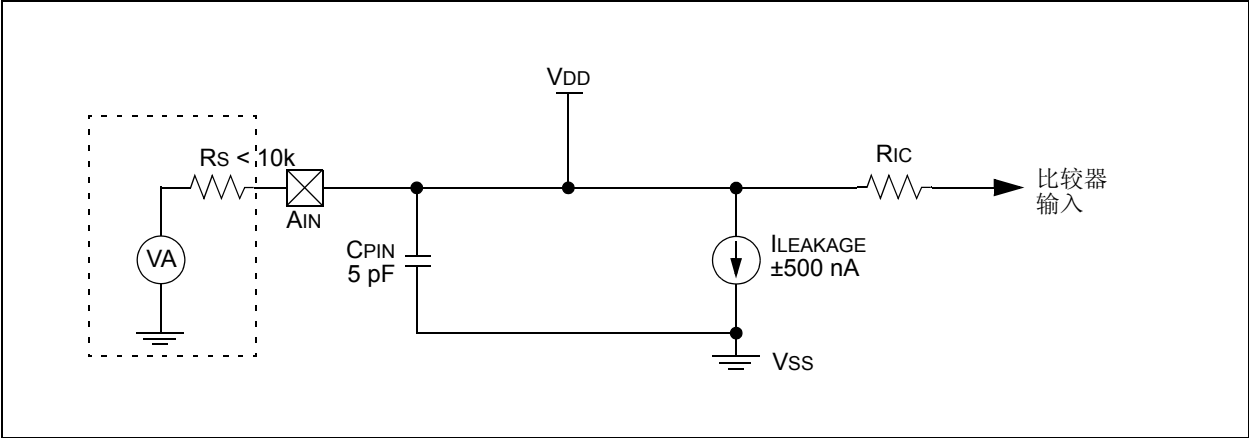 VDD
RS < 10k
AIN
VA
CPIN
5 pF
ILEAKAGE
±500 nA
VSS
RIC
比较器
输入